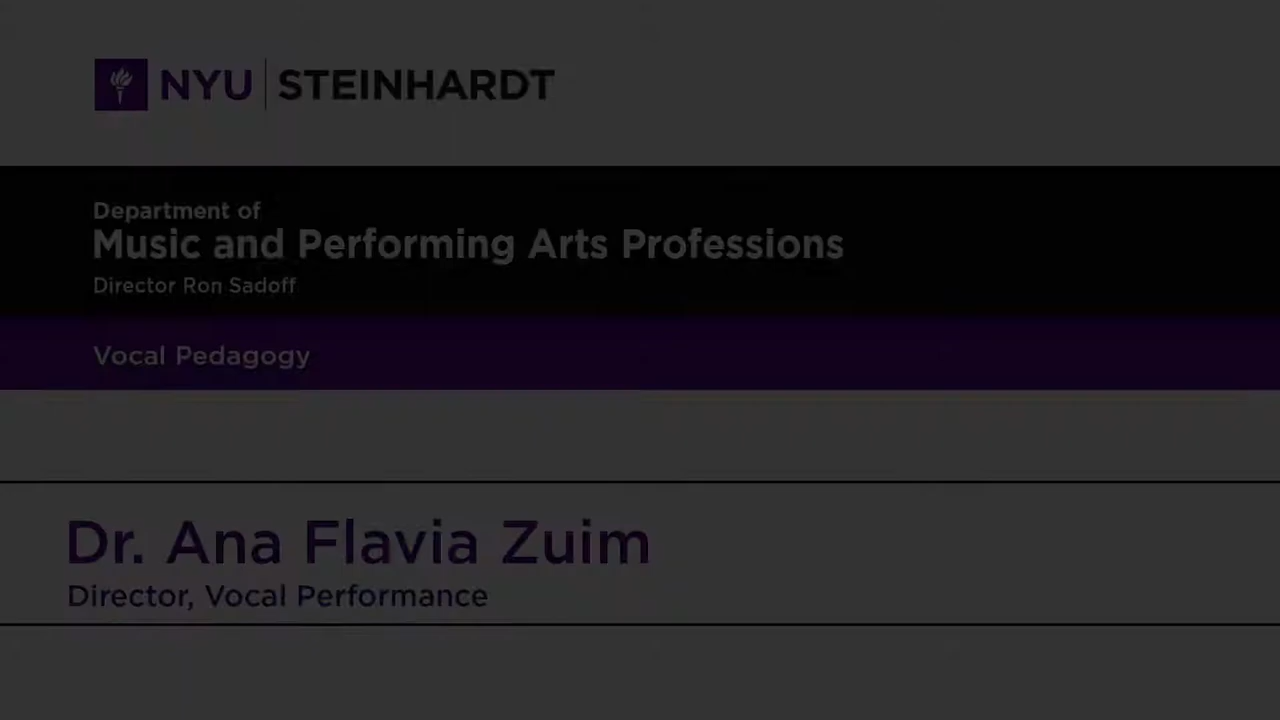 NYU STEINHARDT
Department of
Music and Performing Arts Professions
Director Ron Sadoff
Vocal Pedagogy
Dr. Ana Flavia Zuim
Director, Vocal Performance